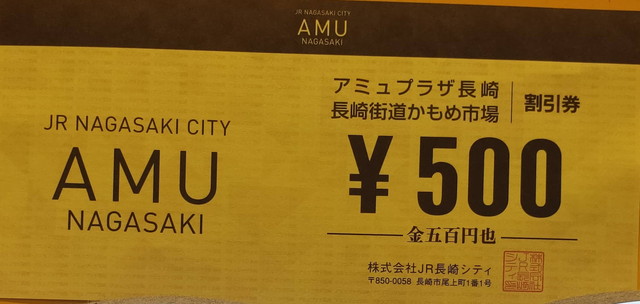 JR NAGASAKI CITY
AMU
NAGASAKI
JR NAGASAKI CITY
AMU
NAGASAKI
アミュプラザ長崎
長崎街道かもめ市場
割引券
¥500
金五百円也
株式会社JR長崎シティ
〒850-0058 長崎市尾上町1番1号